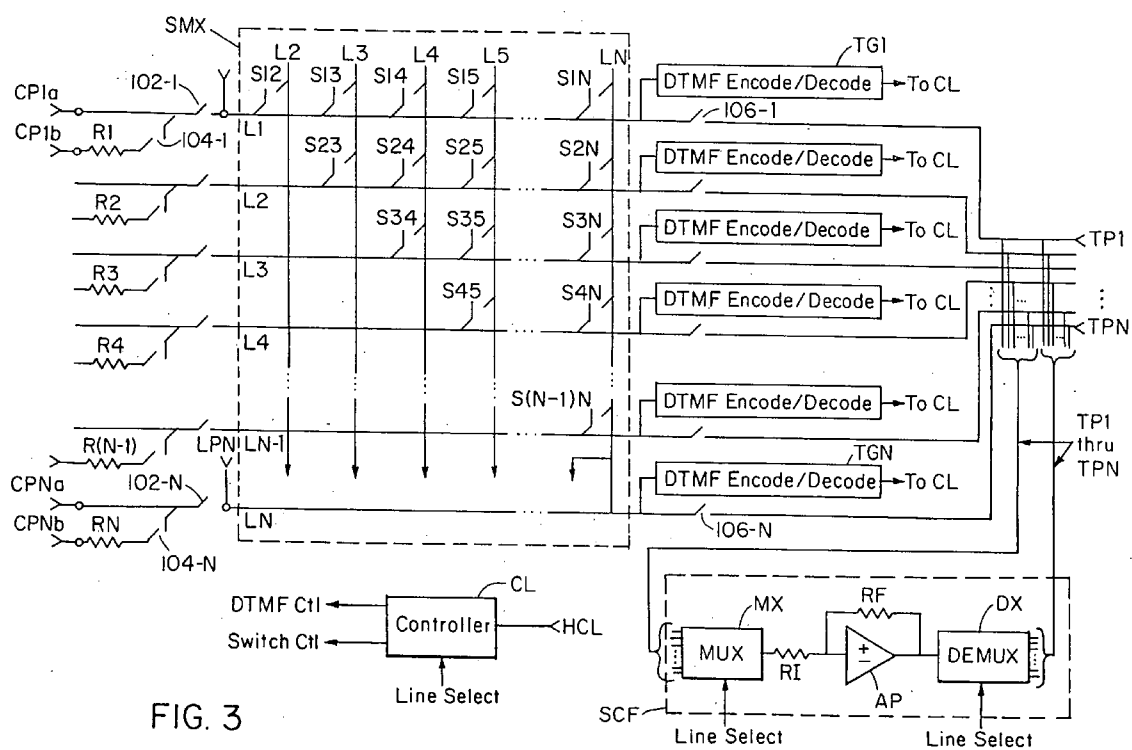 SMX
L2 L3 L4 L5 LN
TG1
CP1a 102-1 S12 S13 S14 S15 S1N DTMF Encode/Decode To CL
CP1b R1 104-1 L1 ... 106-1
S23 S24 S25 S2N DTMF Encode/Decode To CL
R2 L2 ...
S34 S35 S3N DTMF Encode/Decode To CL
TP1
R3 L3 ...
S45 S4N DTMF Encode/Decode To CL
TPN
R4 L4 ...
S(N-1)N DTMF Encode/Decode To CL
R(N-1) LPN LN-1 ...
TP1
thru
TPN
TGN
CPNa 102-N DTMF Encode/Decode To CL
CPNb RN 104-N LN ... 106-N
CL
DTMF Ctl Controller HCL
Switch Ctl
Line Select
MX RF DX
MUX RI + - AP DEMUX
SCF
Line Select Line Select
FIG. 3